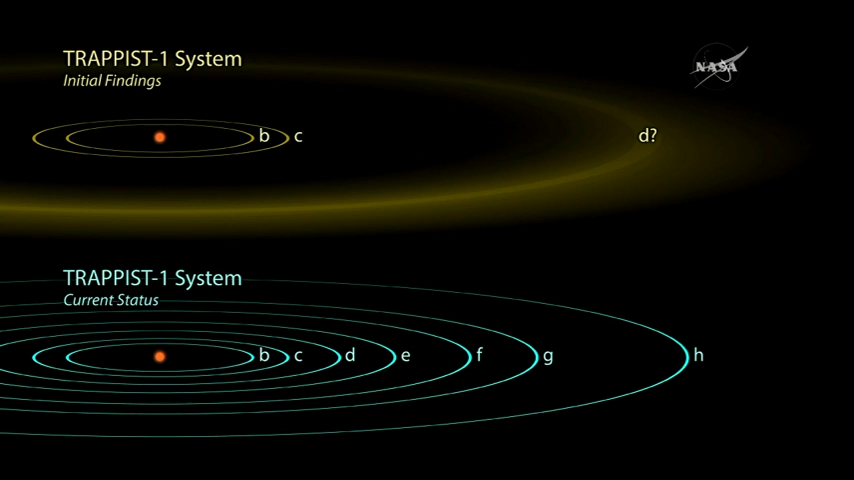 TRAPPIST-1 System
Initial Findings
NASA
b c d?
TRAPPIST-1 System
Current Status
b c d e f g h